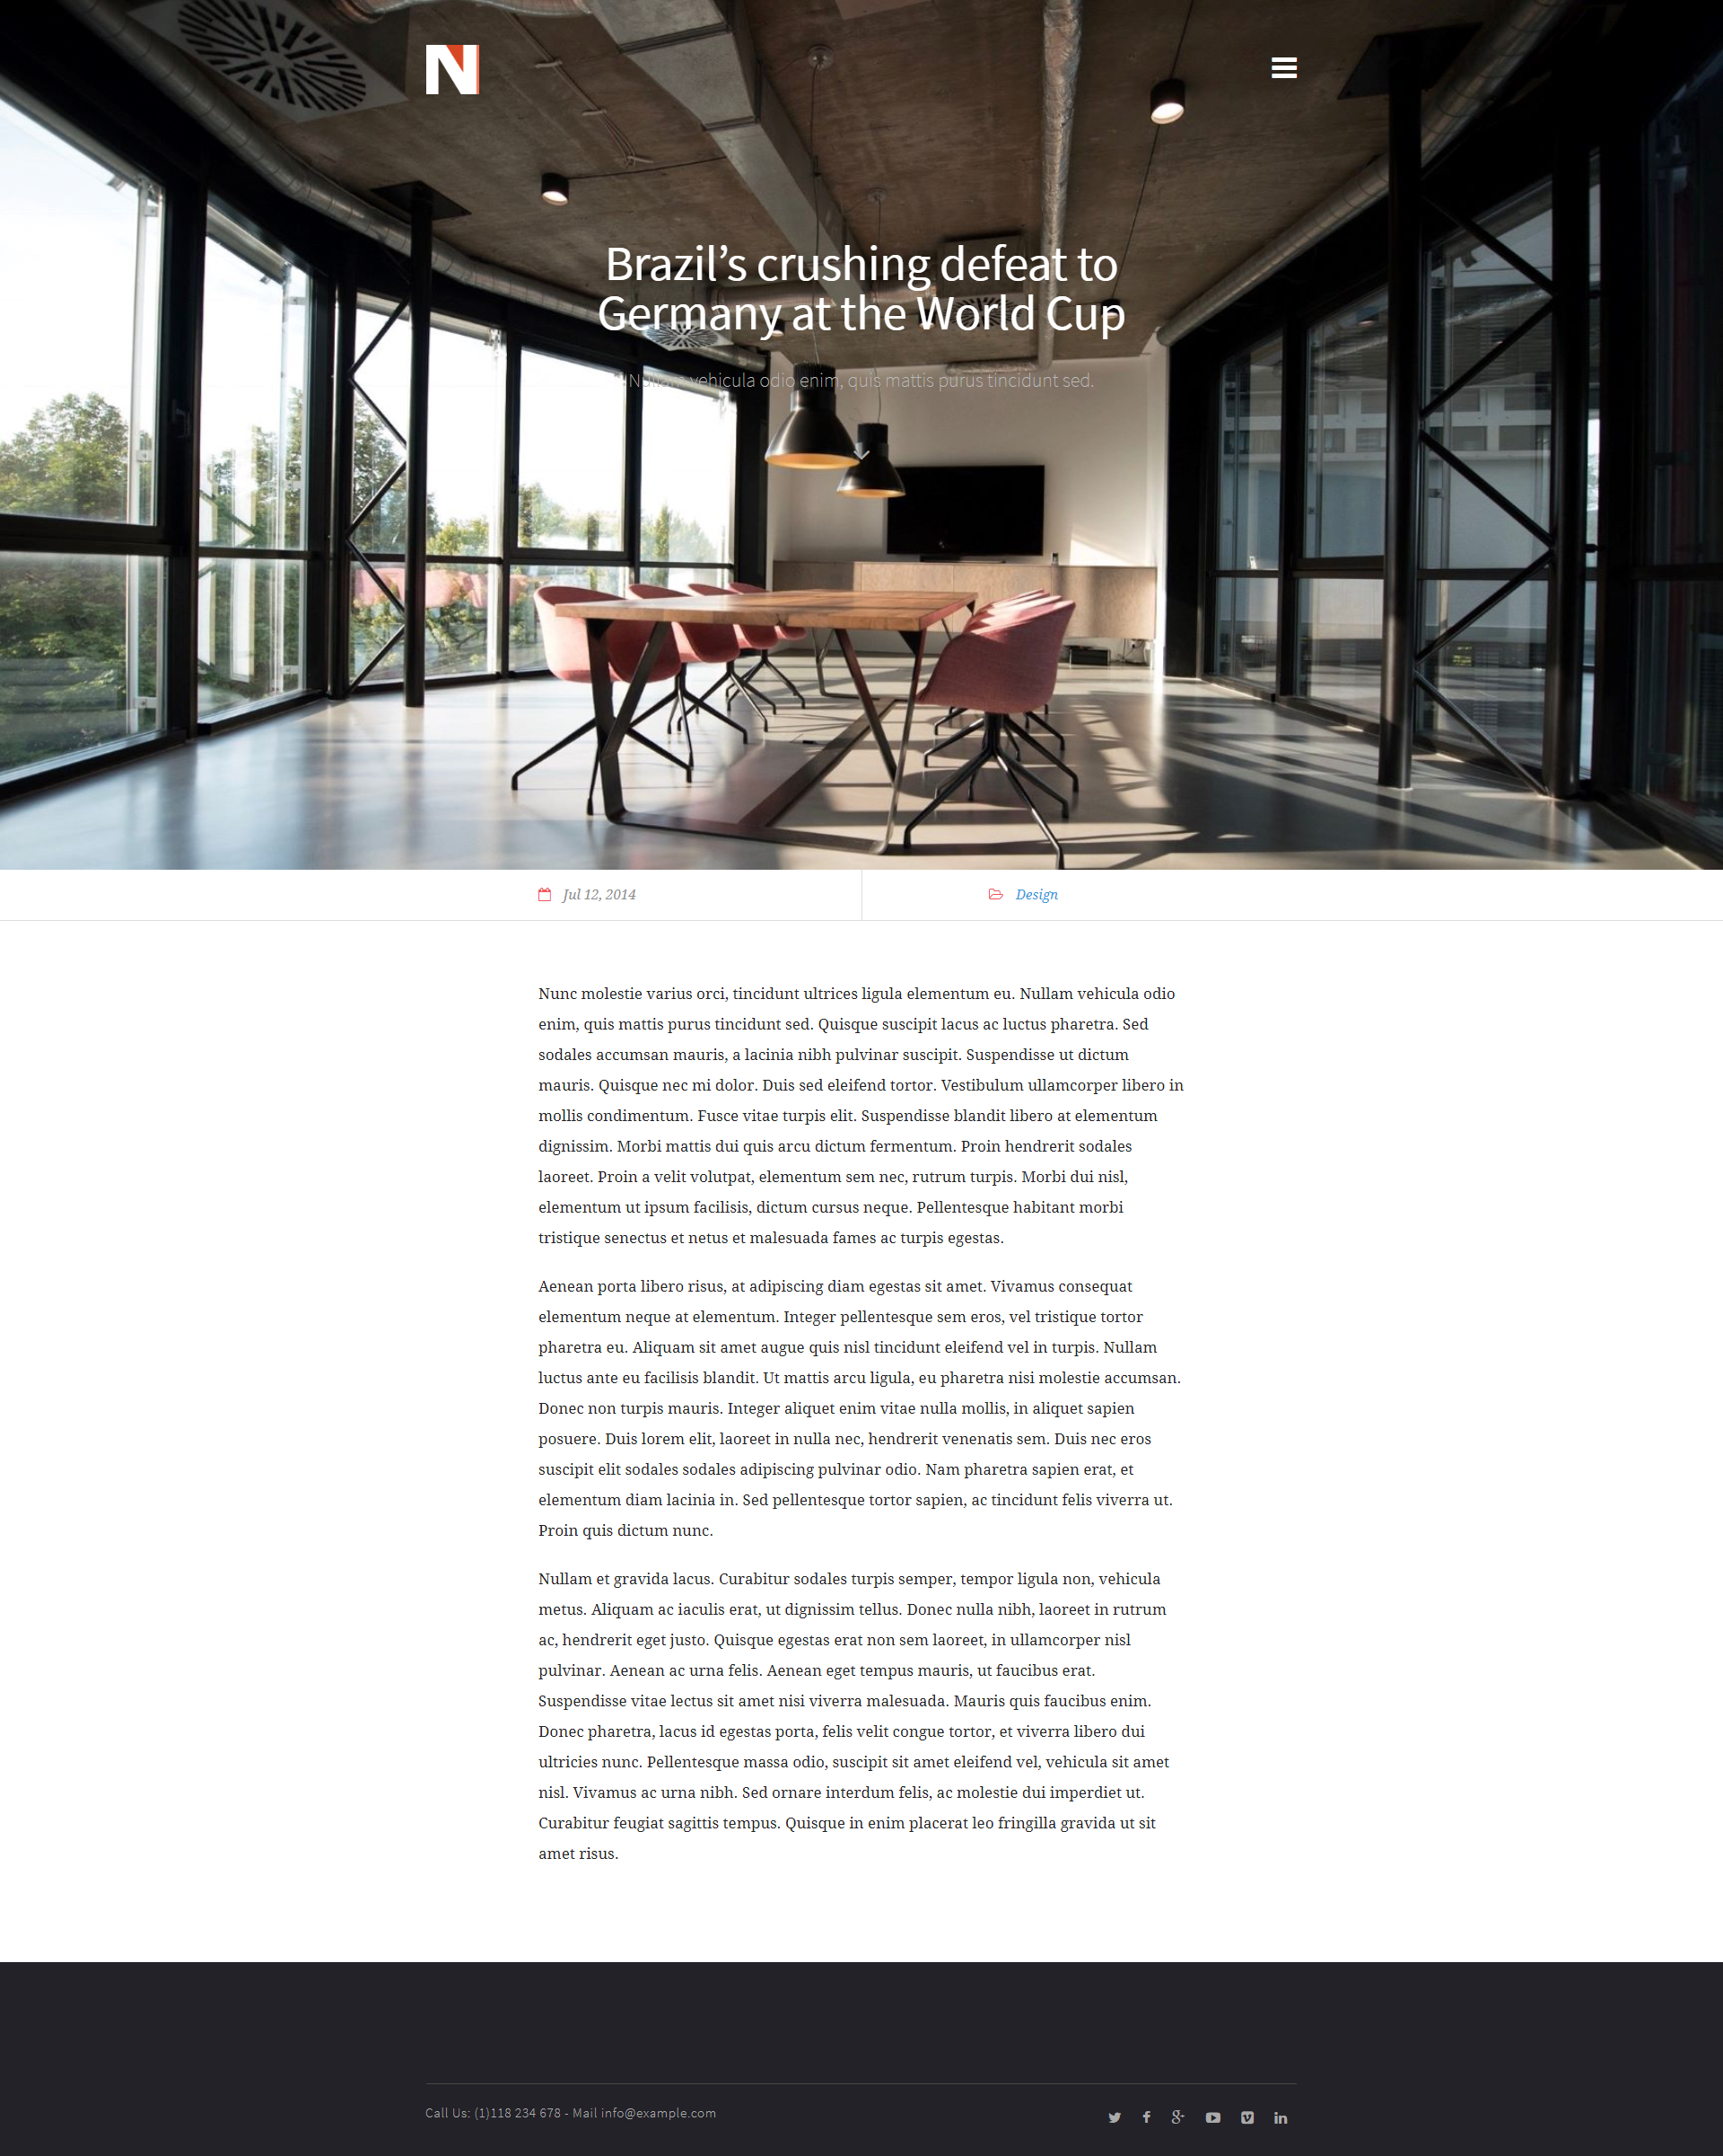 N
Brazil’s crushing defeat to
Germany at the World Cup
Nullam vehicula odio enim, quis mattis purus tincidunt sed.
Jul 12, 2014
Design
Nunc molestie varius orci, tincidunt ultrices ligula elementum eu. Nullam vehicula odio
enim, quis mattis purus tincidunt sed. Quisque suscipit lacus ac luctus pharetra. Sed
sodales accumsan mauris, a lacinia nibh pulvinar suscipit. Suspendisse ut dictum
mauris. Quisque nec mi dolor. Duis sed eleifend tortor. Vestibulum ullamcorper libero in
mollis condimentum. Fusce vitae turpis elit. Suspendisse blandit libero at elementum
dignissim. Morbi mattis dui quis arcu dictum fermentum. Proin hendrerit sodales
laoreet. Proin a velit volutpat, elementum sem nec, rutrum turpis. Morbi dui nisl,
elementum ut ipsum facilisis, dictum cursus neque. Pellentesque habitant morbi
tristique senectus et netus et malesuada fames ac turpis egestas.
Aenean porta libero risus, at adipiscing diam egestas sit amet. Vivamus consequat
elementum neque at elementum. Integer pellentesque sem eros, vel tristique tortor
pharetra eu. Aliquam sit amet augue quis nisl tincidunt eleifend vel in turpis. Nullam
luctus ante eu facilisis blandit. Ut mattis arcu ligula, eu pharetra nisi molestie accumsan.
Donec non turpis mauris. Integer aliquet enim vitae nulla mollis, in aliquet sapien
posuere. Duis lorem elit, laoreet in nulla nec, hendrerit venenatis sem. Duis nec eros
suscipit elit sodales sodales adipiscing pulvinar odio. Nam pharetra sapien erat, et
elementum diam lacinia in. Sed pellentesque tortor sapien, ac tincidunt felis viverra ut.
Proin quis dictum nunc.
Nullam et gravida lacus. Curabitur sodales turpis semper, tempor ligula non, vehicula
metus. Aliquam ac iaculis erat, ut dignissim tellus. Donec nulla nibh, laoreet in rutrum
ac, hendrerit eget justo. Quisque egestas erat non sem laoreet, in ullamcorper nisl
pulvinar. Aenean ac urna felis. Aenean eget tempus mauris, ut faucibus erat.
Suspendisse vitae lectus sit amet nisi viverra malesuada. Mauris quis faucibus enim.
Donec pharetra, lacus id egestas porta, felis velit congue tortor, et viverra libero dui
ultricies nunc. Pellentesque massa odio, suscipit sit amet eleifend vel, vehicula sit amet
nisl. Vivamus ac urna nibh. Sed ornare interdum felis, ac molestie dui imperdiet ut.
Curabitur feugiat sagittis tempus. Quisque in enim placerat leo fringilla gravida ut sit
amet risus.
Call Us: (1)118 234 678 - Mail info@example.com